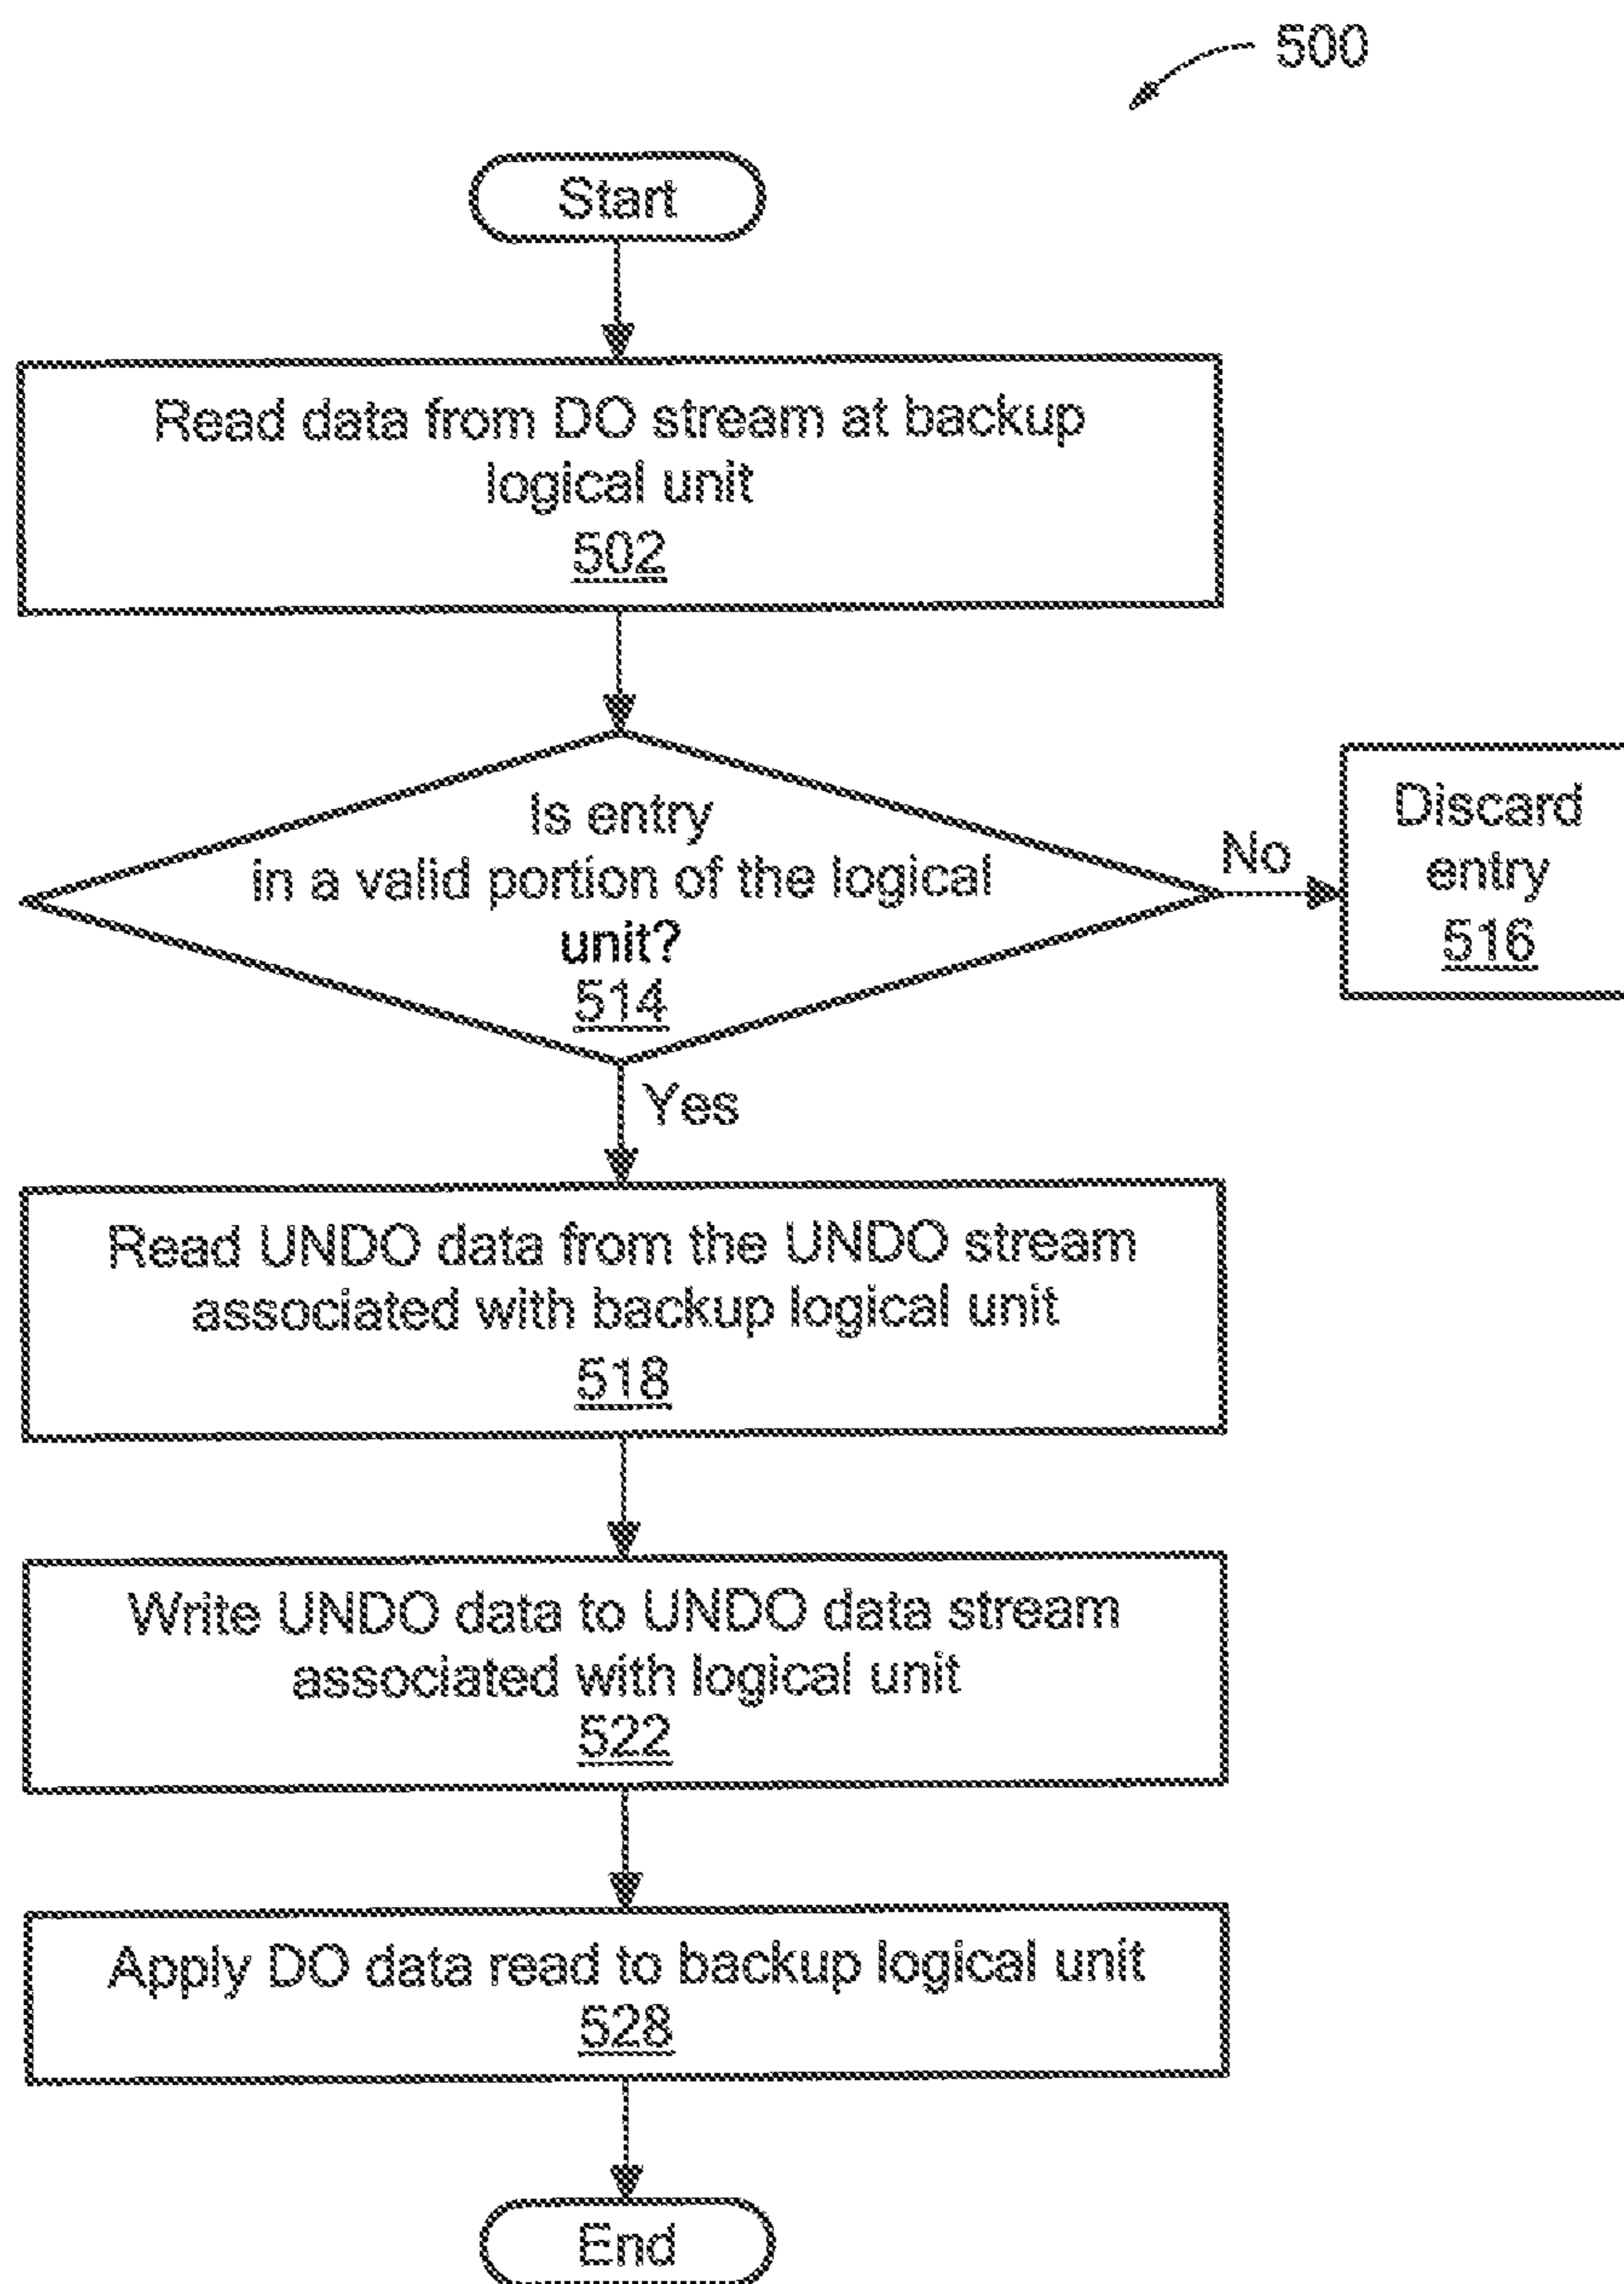 500
Start
Read data from DO stream at backup
logical unit
502
Is entry
in a valid portion of the logical
unit?
514
No
Discard
entry
516
Yes
Read UNDO data from the UNDO stream
associated with backup logical unit
518
Write UNDO data to UNDO data stream
associated with logical unit
522
Apply DO data read to backup logical unit
528
End